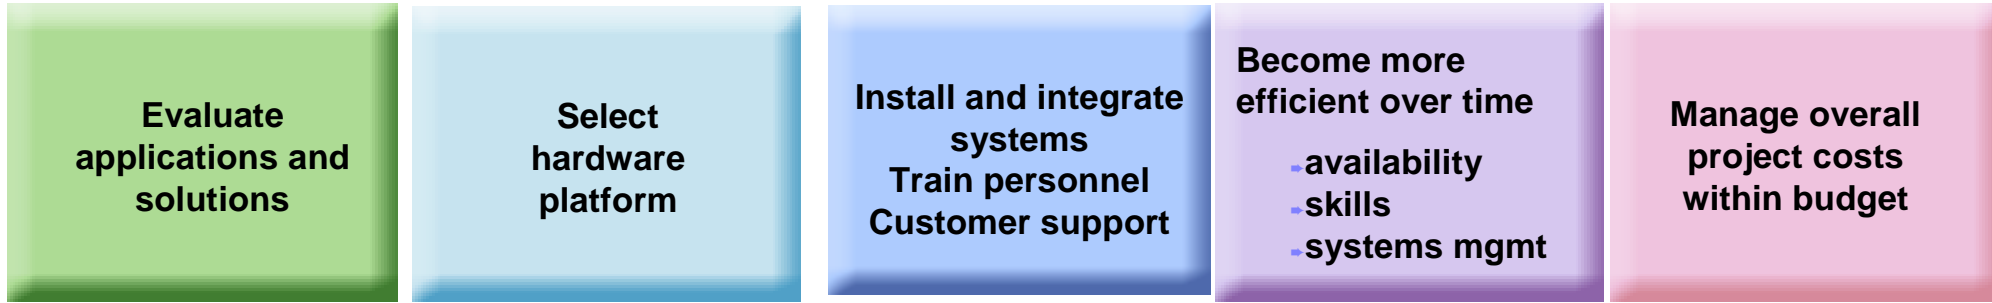 Evaluate
applications and
solutions
Select
hardware
platform
Install and integrate
systems
Train personnel
Customer support
Become more
efficient over time
availability
skills
systems mgmt
Manage overall
project costs
within budget